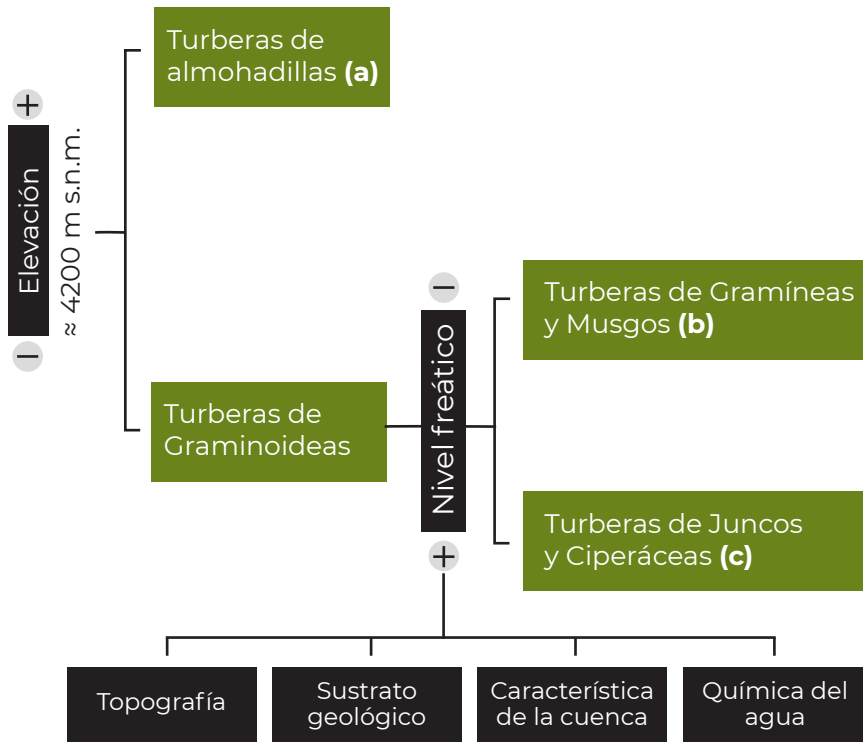 Turberas de
almohadillas (a)
+
Elevación
≈ 4200 m s.n.m.
−
Turberas de
Graminoideas
−
Nivel freático
+
Turberas de Gramíneas
y Musgos (b)
Turberas de Juncos
y Ciperáceas (c)
Topografía
Sustrato
geológico
Característica
de la cuenca
Química del
agua